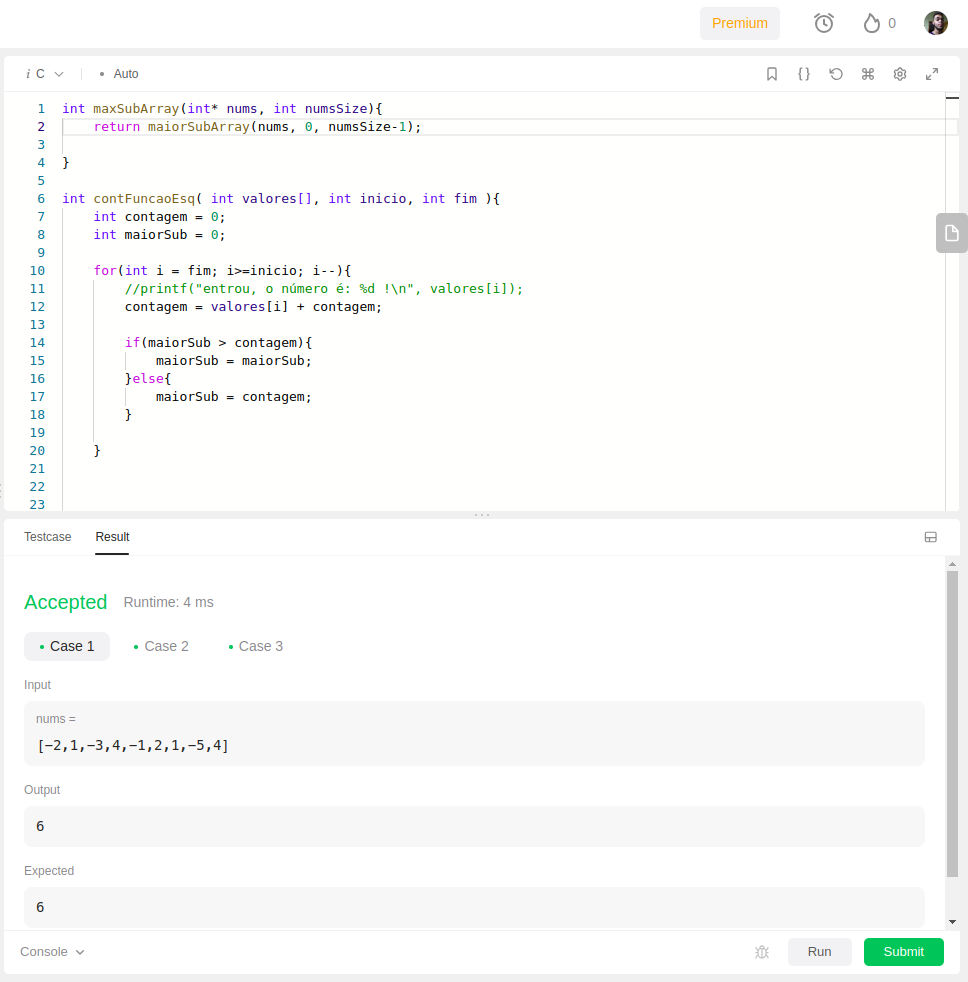 Premium
0
i C
• Auto
1 int maxSubArray(int* nums, int numsSize){
2     return maiorSubArray(nums, 0, numsSize-1);
3
4 }
5
6 int contFuncaoEsq( int valores[], int inicio, int fim ){
7     int contagem = 0;
8     int maiorSub = 0;
9
10     for(int i = fim; i>=inicio; i--){
11         //printf("entrou, o número é: %d !\n", valores[i]);
12         contagem = valores[i] + contagem;
13
14         if(maiorSub > contagem){
15             maiorSub = maiorSub;
16         }else{
17             maiorSub = contagem;
18         }
19
20     }
21
22
23
Testcase Result
Accepted Runtime: 4 ms
• Case 1 • Case 2 • Case 3
Input
nums =
[-2,1,-3,4,-1,2,1,-5,4]
Output
6
Expected
6
Console Run Submit